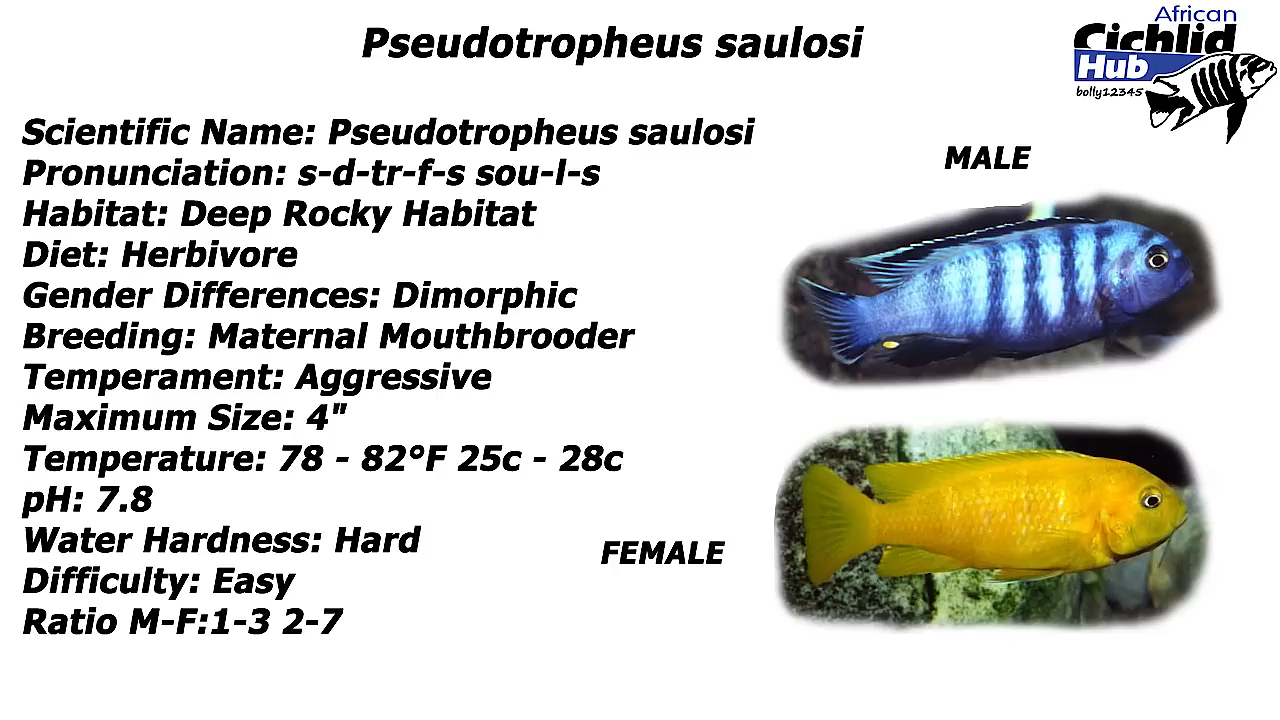 Pseudotropheus saulosi
African
Cichlid
Hub
bolly12345
Scientific Name: Pseudotropheus saulosi
Pronunciation: s-d-tr-f-s sou-l-s
Habitat: Deep Rocky Habitat
Diet: Herbivore
Gender Differences: Dimorphic
Breeding: Maternal Mouthbrooder
Temperament: Aggressive
Maximum Size: 4"
Temperature: 78 - 82°F 25c - 28c
pH: 7.8
Water Hardness: Hard
Difficulty: Easy
Ratio M-F:1-3 2-7
MALE
FEMALE